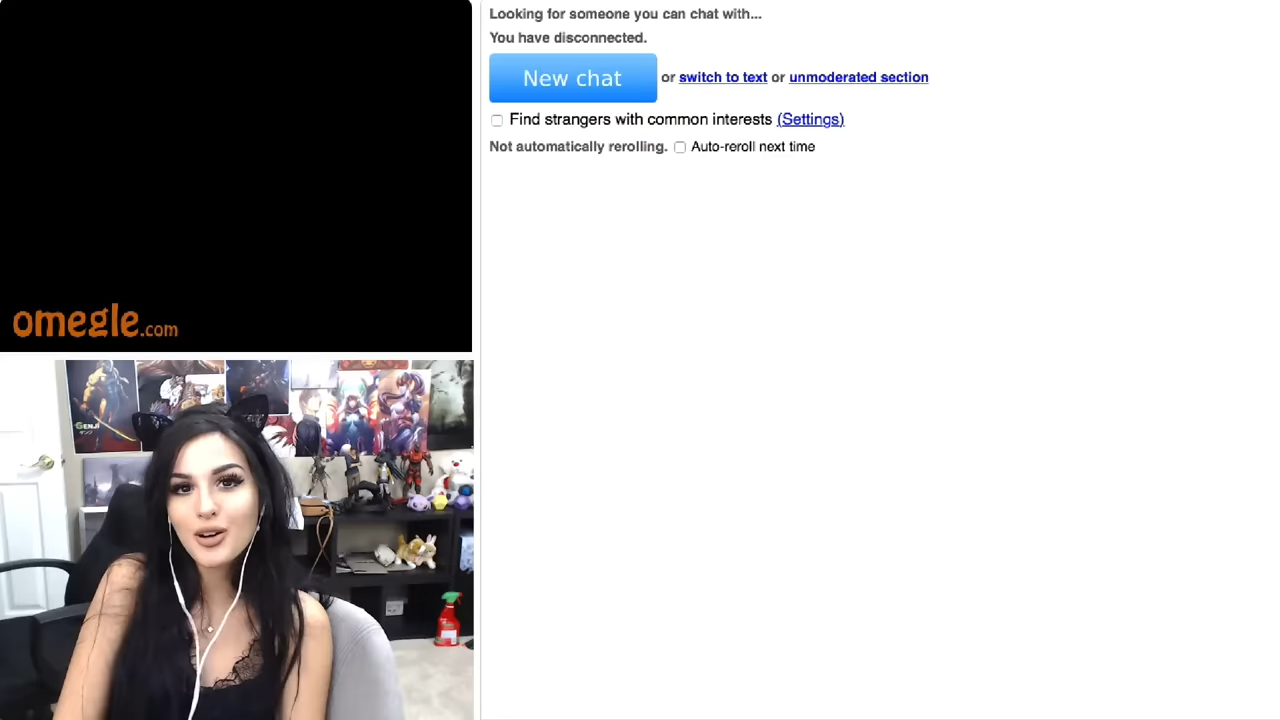 Looking for someone you can chat with...
You have disconnected.
New chat or switch to text or unmoderated section
Find strangers with common interests (Settings)
Not automatically rerolling. Auto-reroll next time
omegle.com
GENJI